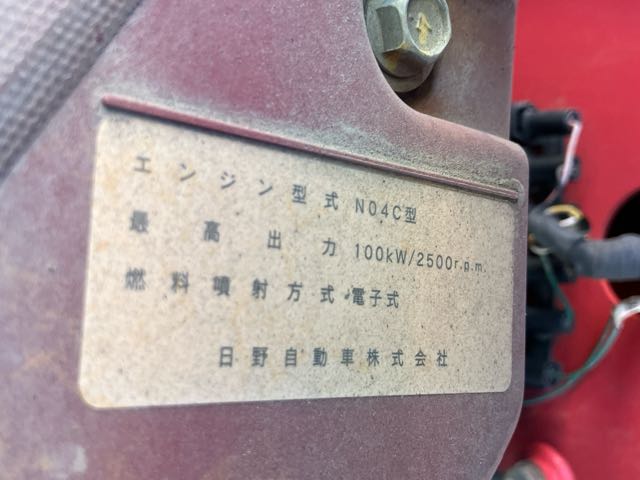 エンジン型式 N04C型
最高出力 100kW/2500r.p.m.
燃料噴射方式 電子式
日野自動車株式会社